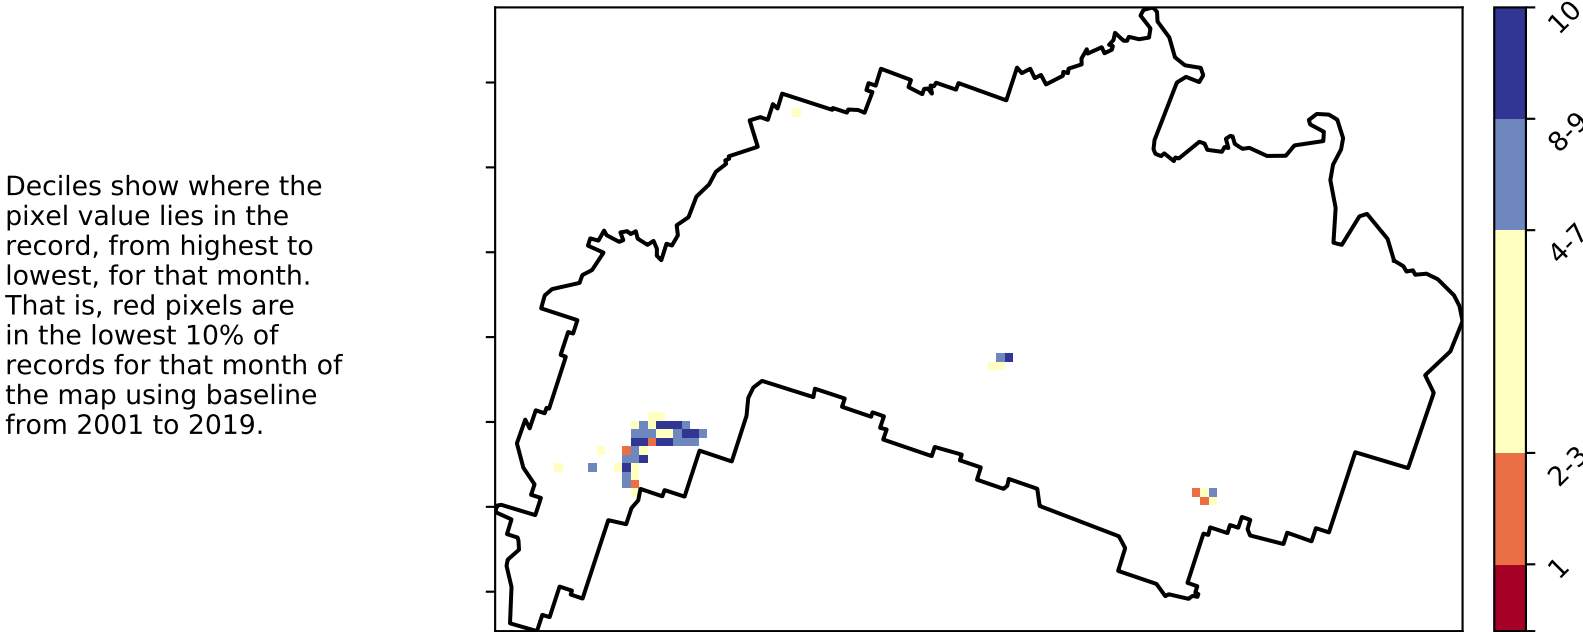 Deciles show where the
pixel value lies in the
record, from highest to
lowest, for that month.
That is, red pixels are
in the lowest 10% of
records for that month of
the map using baseline
from 2001 to 2019.
10
8-9
4-7
2-3
1